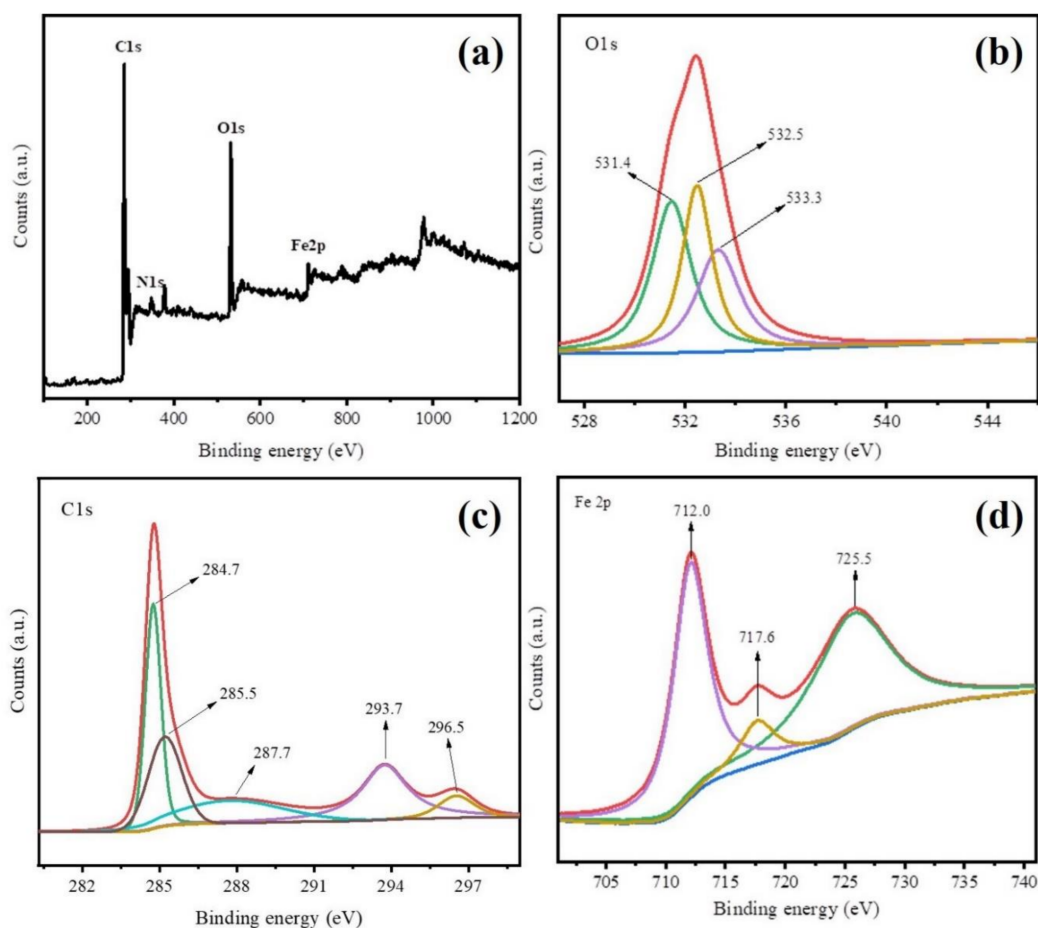 (a)
C1s
O1s
Fe2p
N1s
Counts (a.u.)
200 400 600 800 1000 1200
Binding energy (eV)
O1s
(b)
532.5
531.4
533.3
Counts (a.u.)
528 532 536 540 544
Binding energy (eV)
C1s
(c)
284.7
285.5
293.7
296.5
287.7
Counts (a.u.)
282 285 288 291 294 297
Binding energy (eV)
Fe 2p
712.0
(d)
725.5
717.6
Counts (a.u.)
705 710 715 720 725 730 735 740
Binding energy (eV)